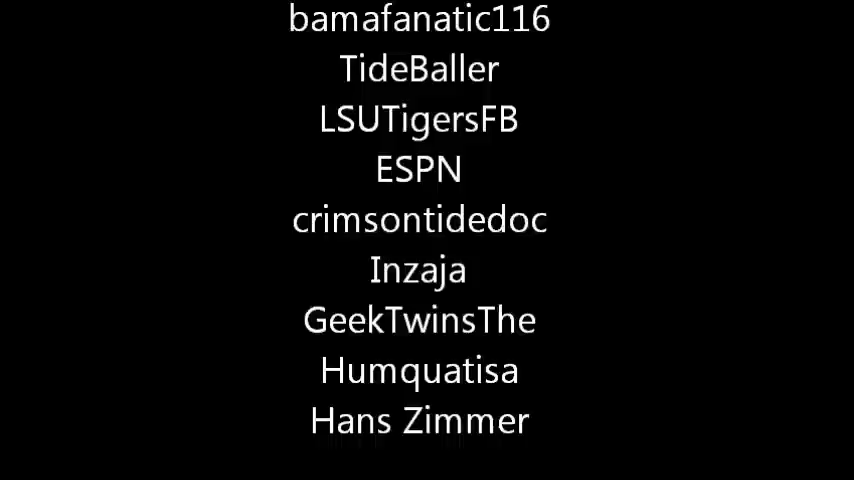 bamafanatic116
TideBaller
LSUTigersFB
ESPN
crimsontidedoc
Inzaja
GeekTwinsThe
Humquatisa
Hans Zimmer